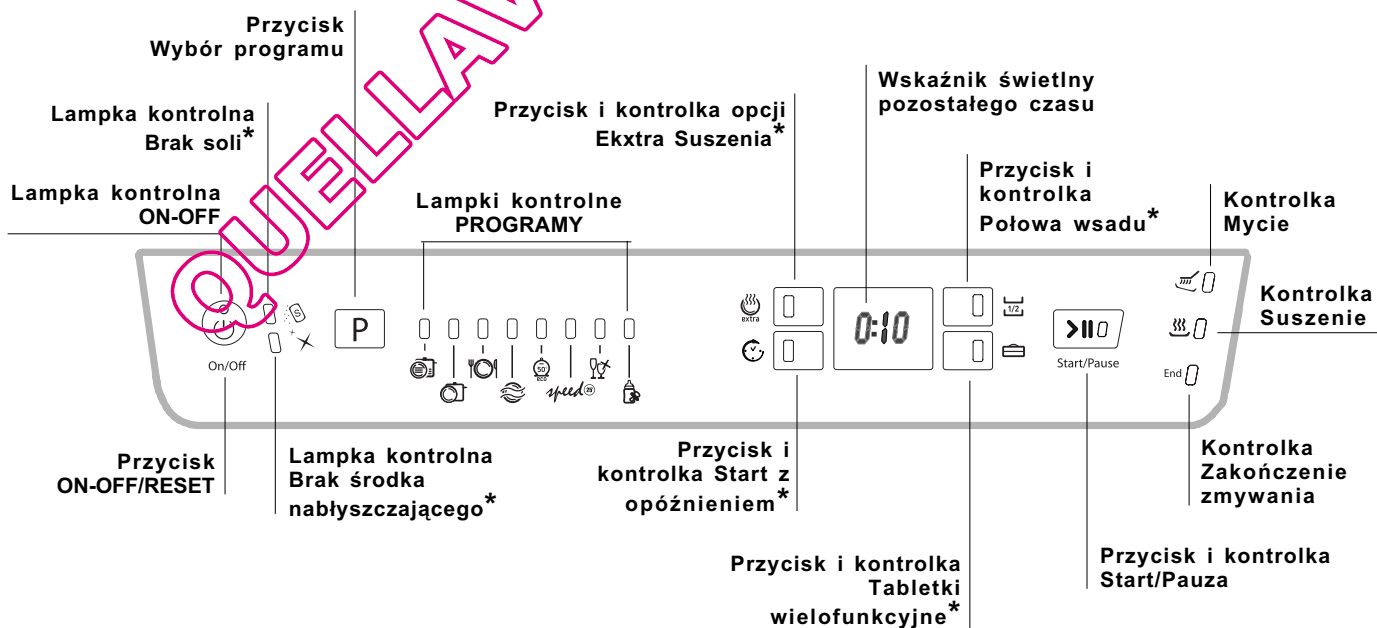 Przycisk
Wybór programu
Lampka kontrolna
Brak soli*
Lampka kontrolna
ON-OFF
Lampki kontrolne
PROGRAMY
Przycisk i kontrolka opcji
Ekxtra Suszenia*
Wskaźnik świetlny
pozostałego czasu
Przycisk i
kontrolka
Połowa wsadu*
Kontrolka
Mycie
Kontrolka
Suszenie
QUELLAV
On/Off
S
P
50°
eco
speed 25'
extra
0:10
1/2
Start/Pause
End
Przycisk
ON-OFF/RESET
Lampka kontrolna
Brak środka
nabłyszczającego*
Przycisk i
kontrolka Start z
opóźnieniem*
Przycisk i kontrolka
Tabletki
wielofunkcyjne*
Przycisk i kontrolka
Start/Pauza
Kontrolka
Zakończenie
zmywania